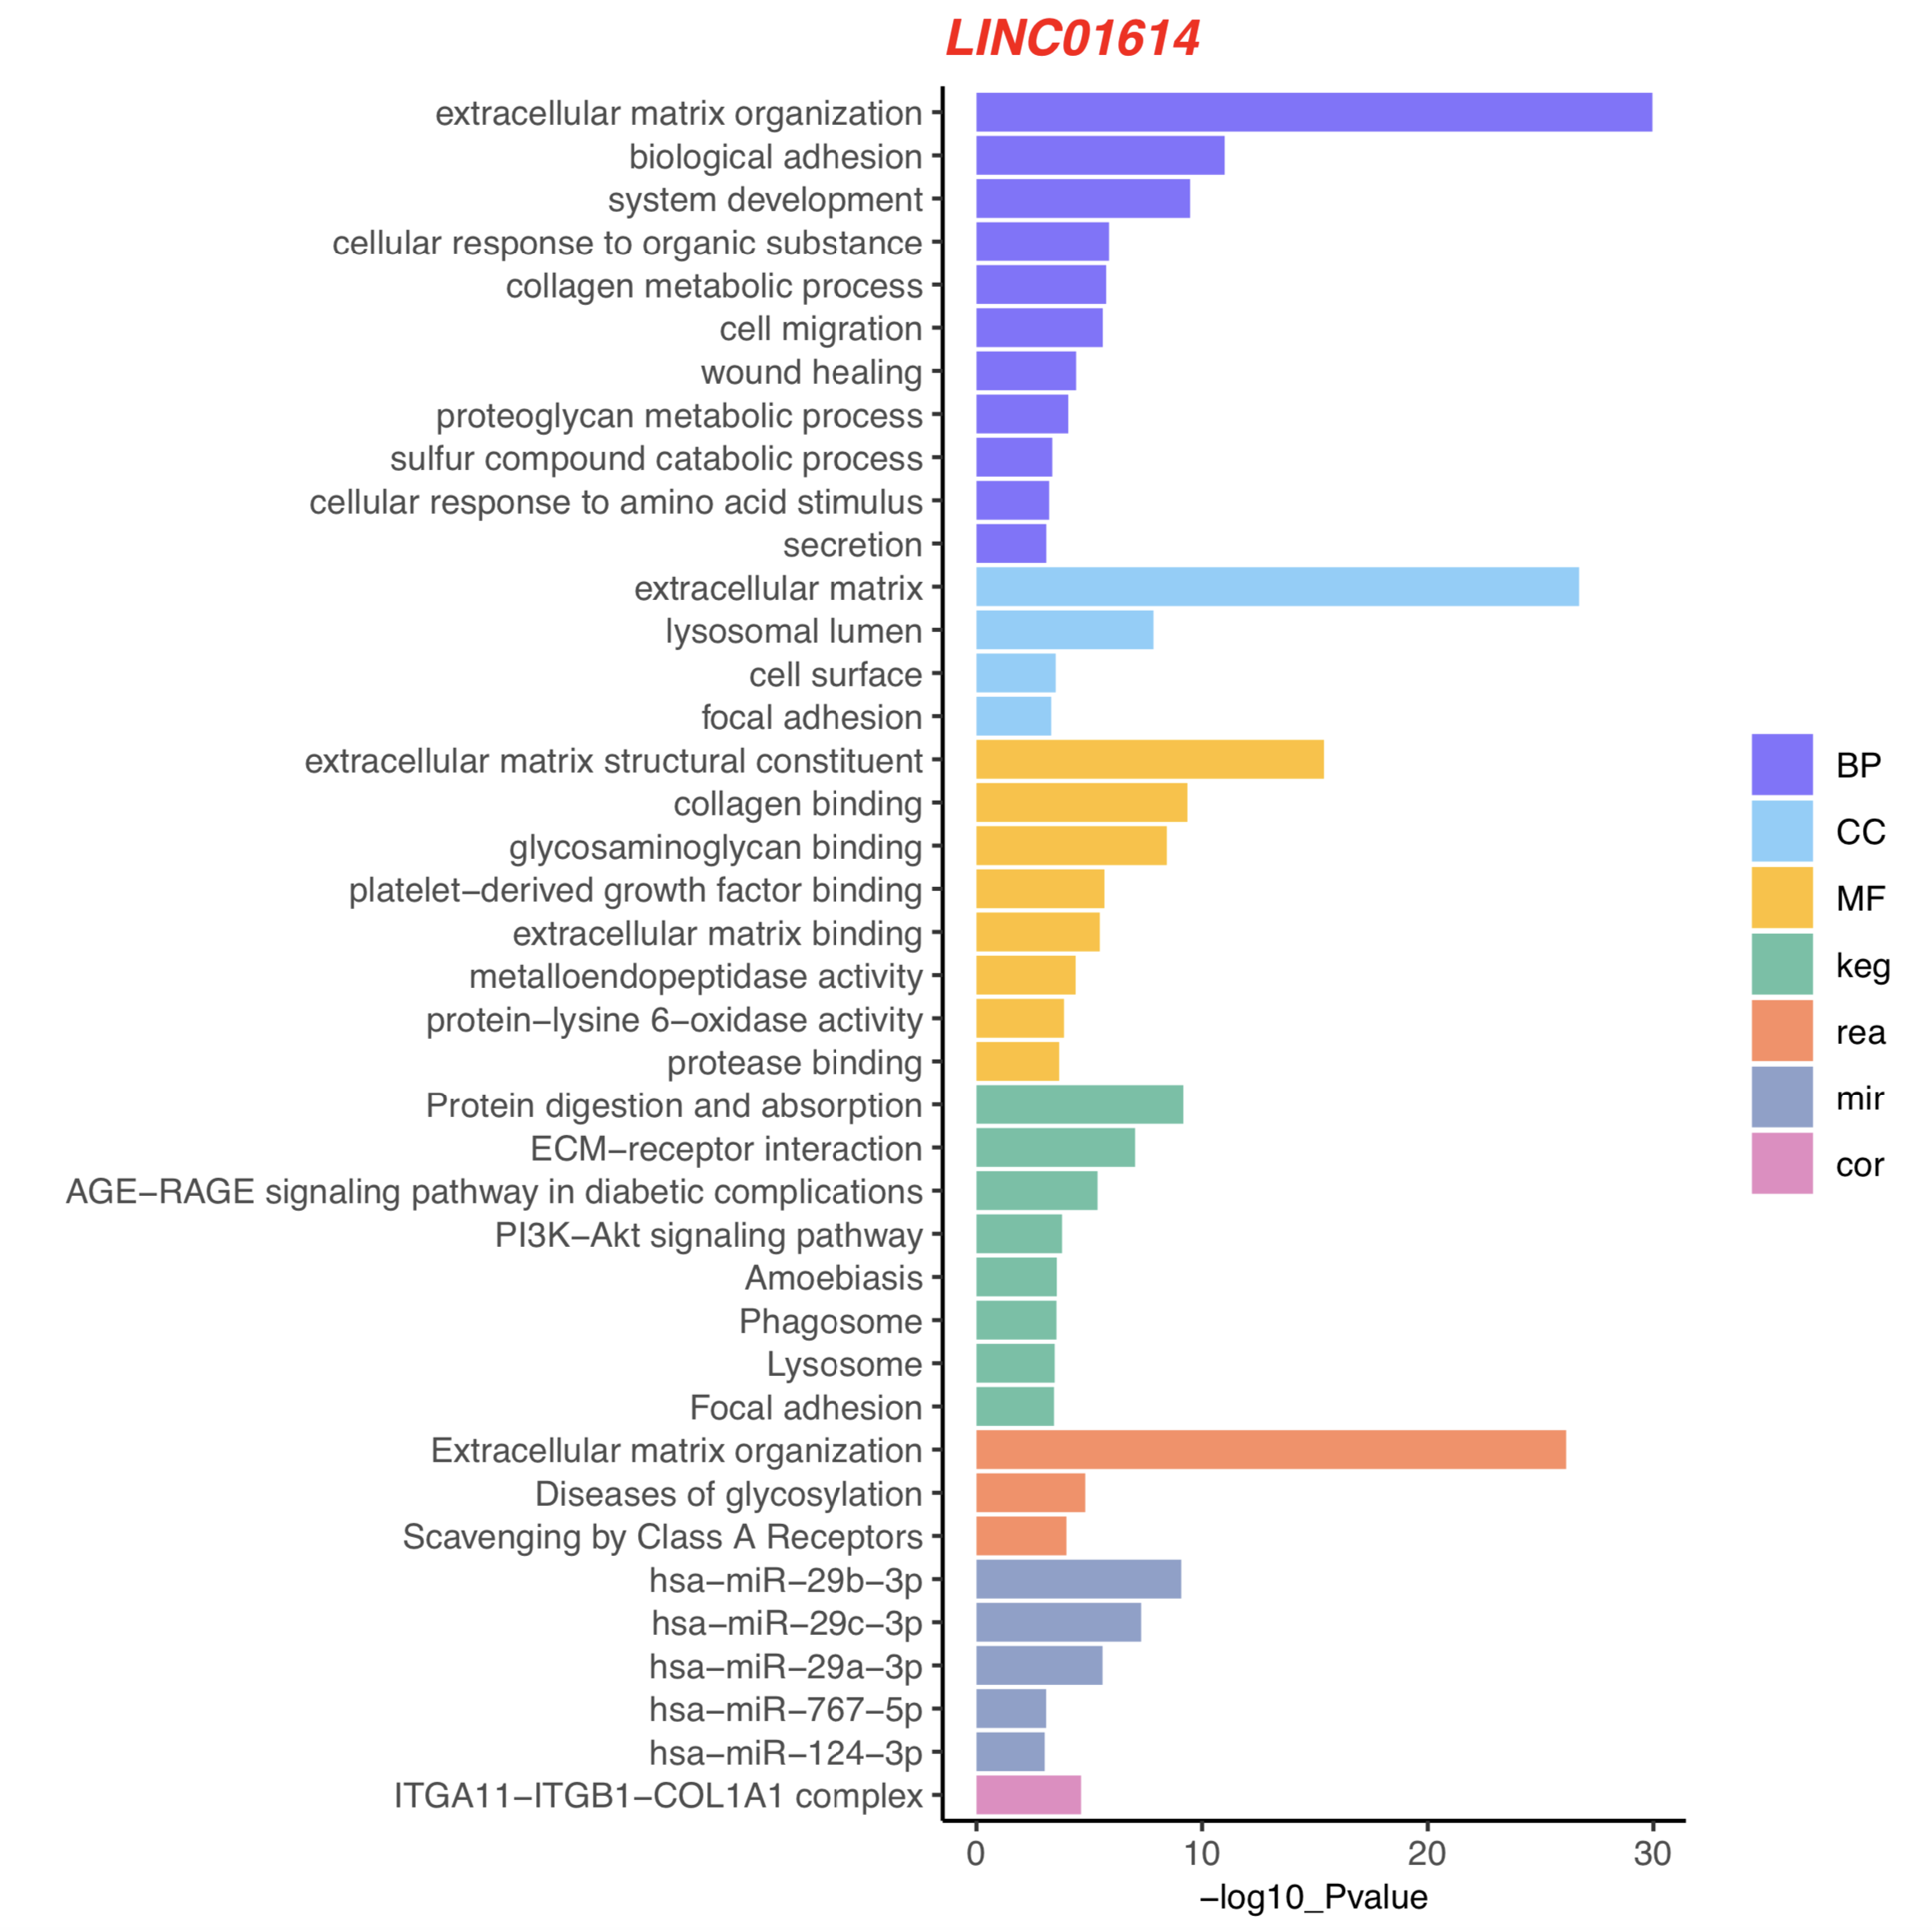 LINC01614
extracellular matrix organization
biological adhesion
system development
cellular response to organic substance
collagen metabolic process
cell migration
wound healing
proteoglycan metabolic process
sulfur compound catabolic process
cellular response to amino acid stimulus
secretion
extracellular matrix
lysosomal lumen
cell surface
focal adhesion
extracellular matrix structural constituent
collagen binding
glycosaminoglycan binding
platelet−derived growth factor binding
extracellular matrix binding
metalloendopeptidase activity
protein−lysine 6−oxidase activity
protease binding
Protein digestion and absorption
ECM−receptor interaction
AGE−RAGE signaling pathway in diabetic complications
PI3K−Akt signaling pathway
Amoebiasis
Phagosome
Lysosome
Focal adhesion
Extracellular matrix organization
Diseases of glycosylation
Scavenging by Class A Receptors
hsa−miR−29b−3p
hsa−miR−29c−3p
hsa−miR−29a−3p
hsa−miR−767−5p
hsa−miR−124−3p
ITGA11−ITGB1−COL1A1 complex
0 10 20 30
−log10_Pvalue
BP
CC
MF
keg
rea
mir
cor